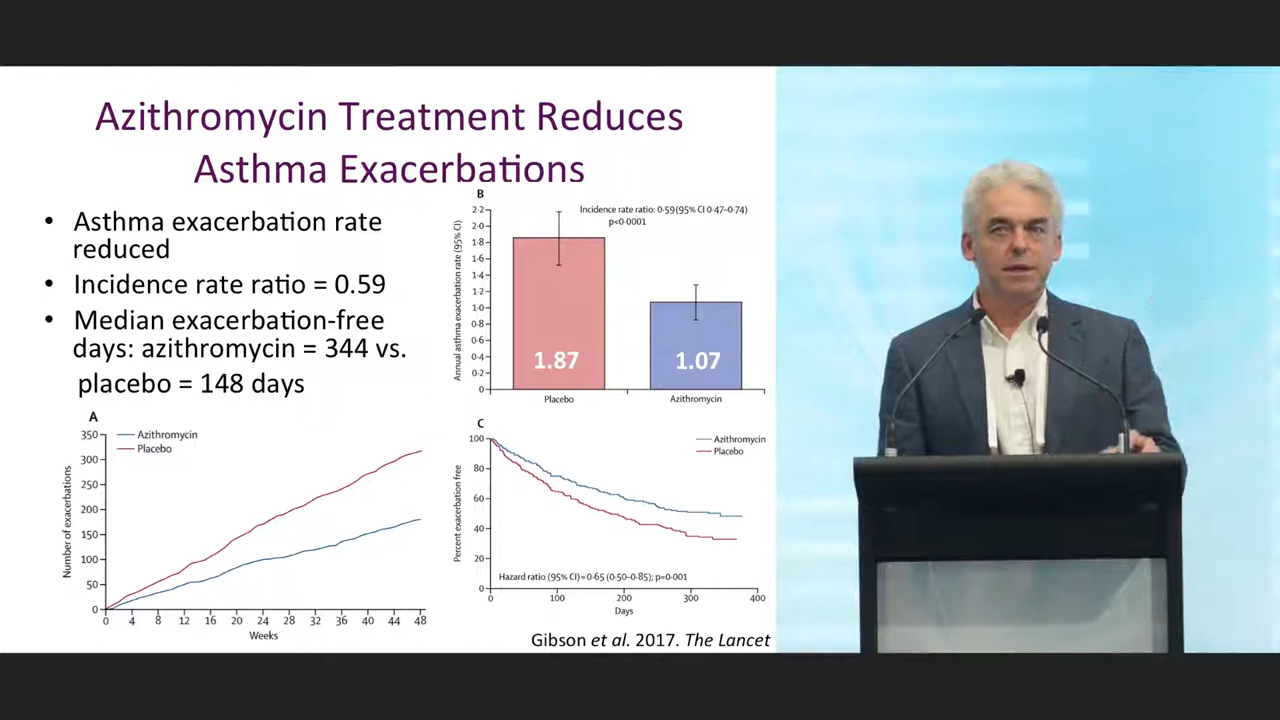 Azithromycin Treatment Reduces
Asthma Exacerbations
• Asthma exacerbation rate
reduced
• Incidence rate ratio = 0.59
• Median exacerbation-free
days: azithromycin = 344 vs.
placebo = 148 days
B
Incidence rate ratio: 0·59 (95% CI 0·47–0·74)
p<0·0001
Annual asthma exacerbation rate (95% CI)
2·2
2·0
1·8
1·6
1·4
1·2
1·0
0·8
0·6
0·4
0·2
0
1.87
1.07
Placebo
Azithromycin
A
Azithromycin
Placebo
Number of exacerbations
350
300
250
200
150
100
50
0
0 4 8 12 16 20 24 28 32 36 40 44 48
Weeks
C
Azithromycin
Placebo
Percent exacerbation free
100
80
60
40
20
0
Hazard ratio (95% CI)=0·65 (0·50–0·85); p=0·001
0 100 200 300 400
Days
Gibson et al. 2017. The Lancet